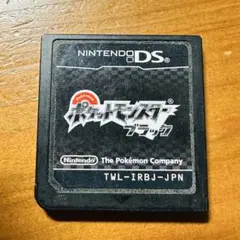 NINTENDO DS
ポケットモンスター
ブラック
Nintendo The Pokémon Company
TWL-IRBJ-JPN